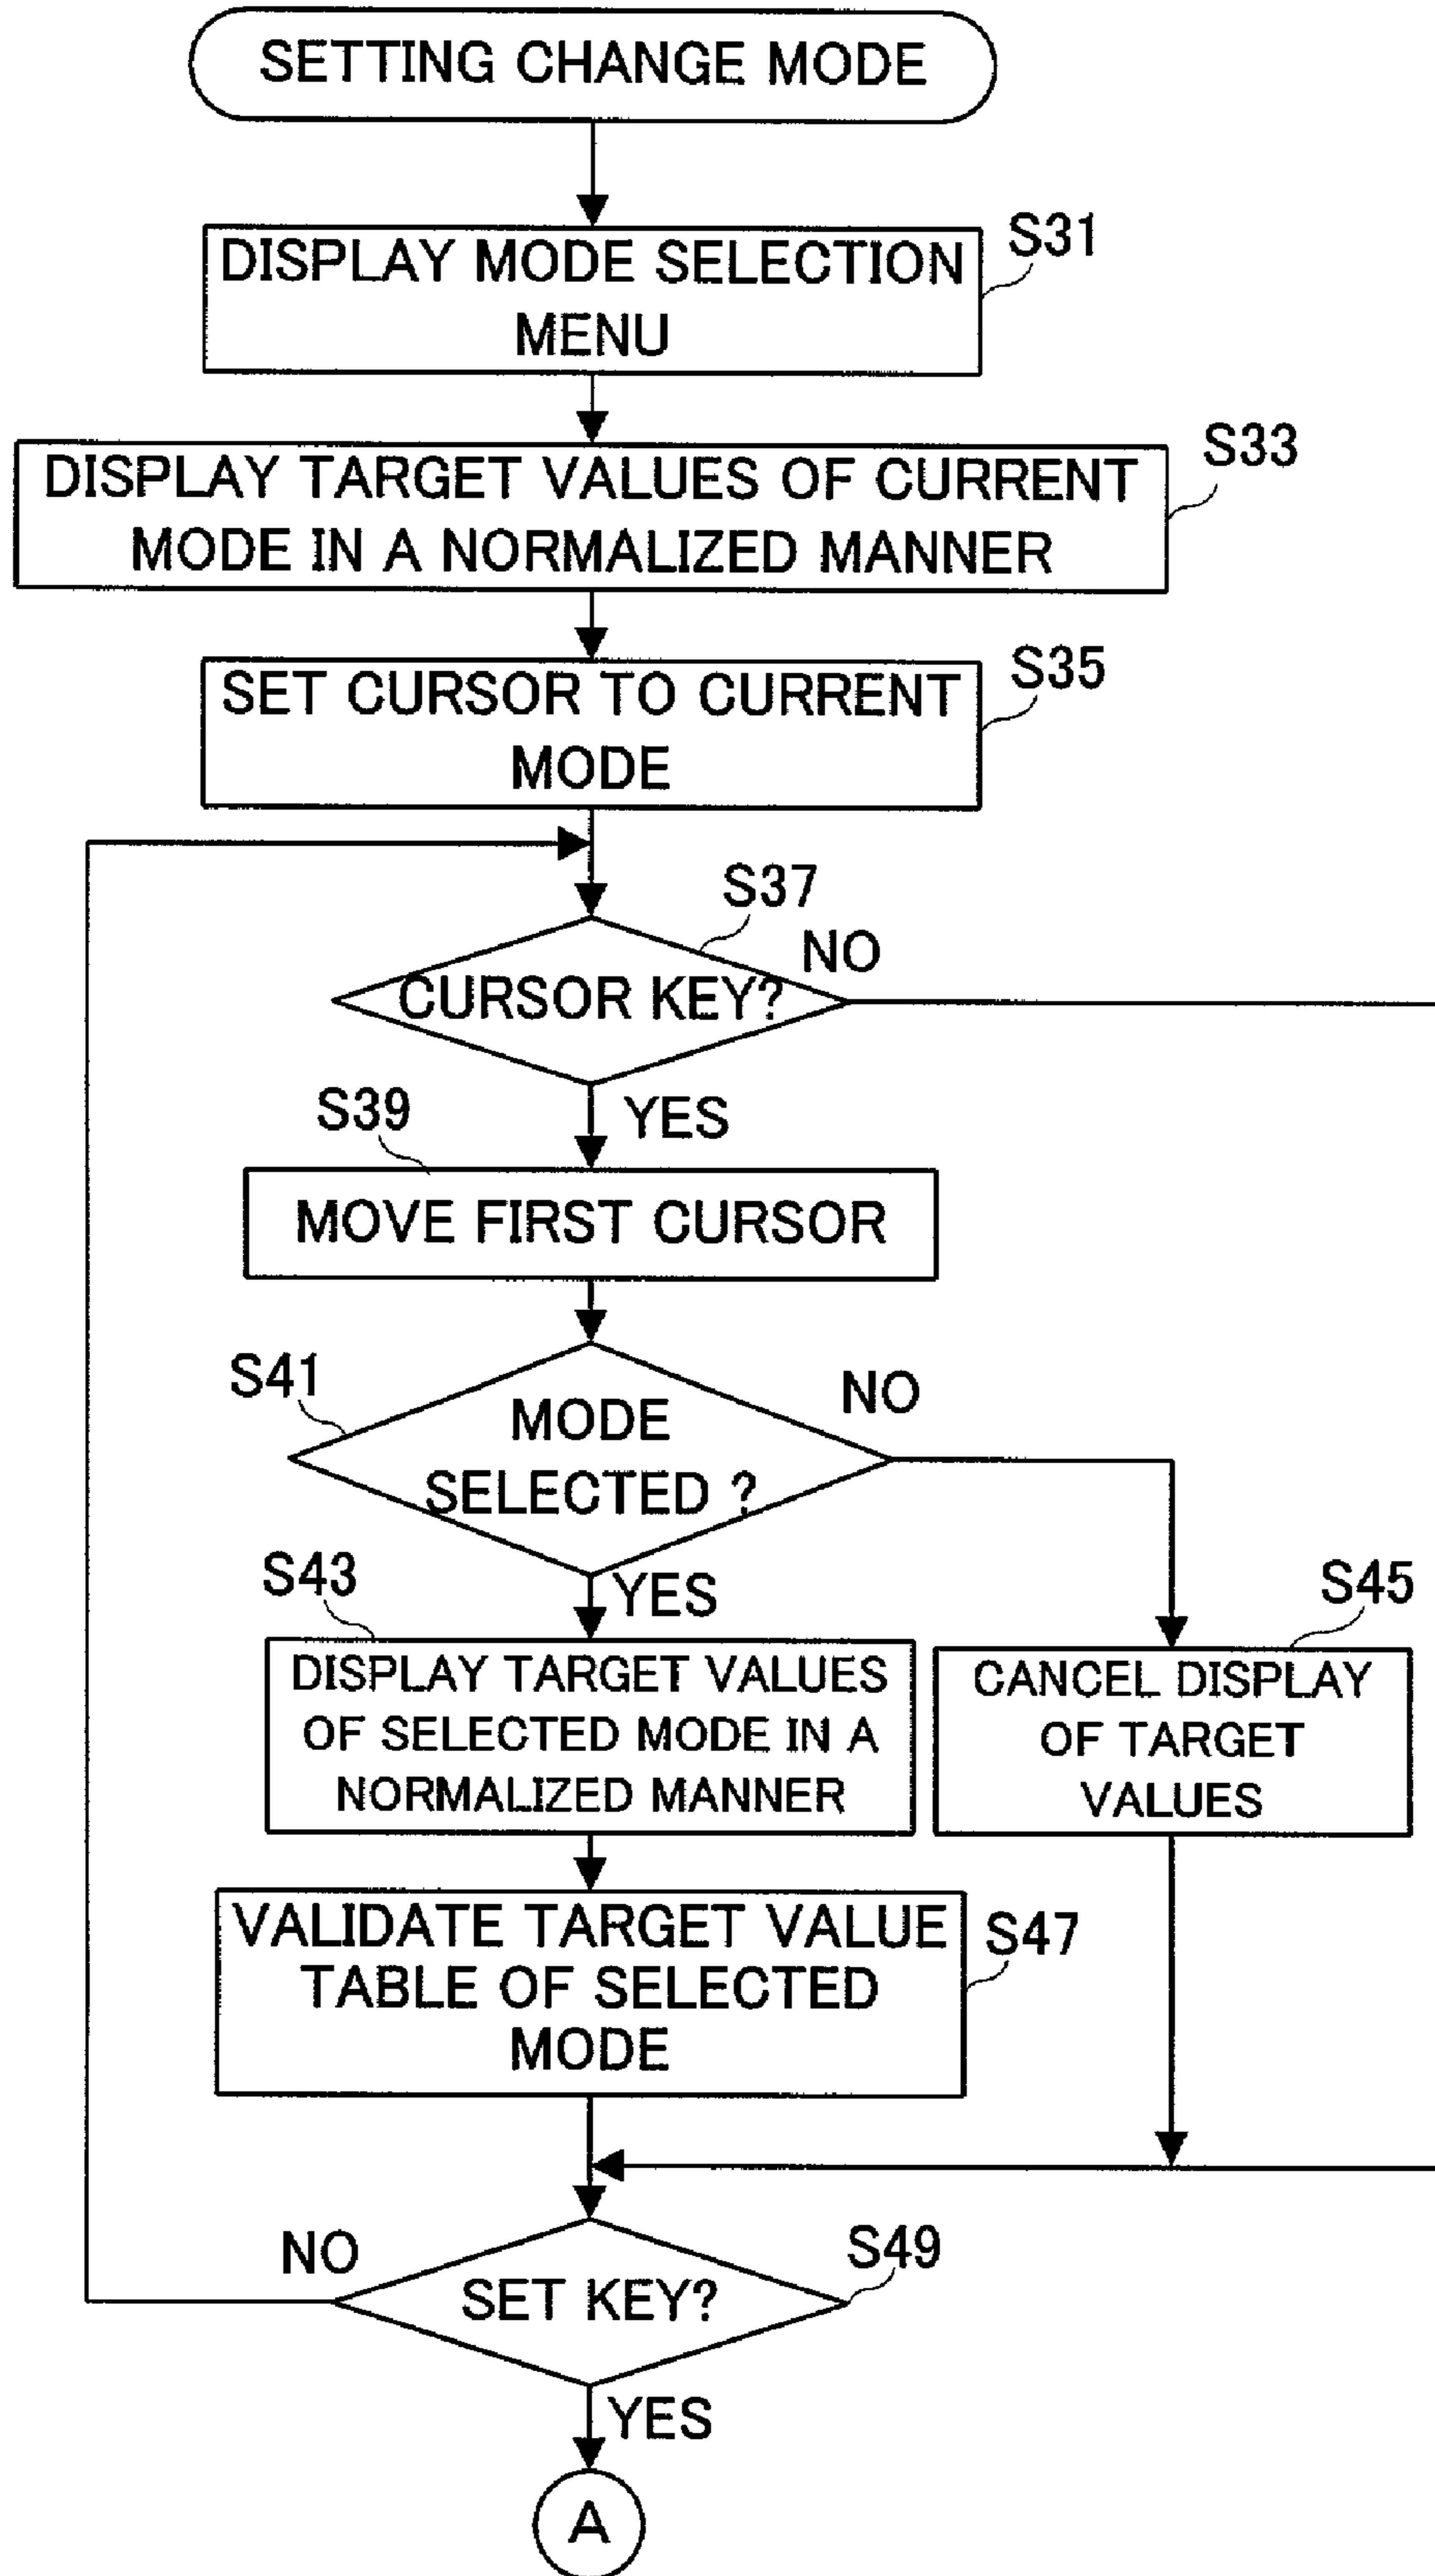 SETTING CHANGE MODE
S31
DISPLAY MODE SELECTION
MENU
S33
DISPLAY TARGET VALUES OF CURRENT
MODE IN A NORMALIZED MANNER
S35
SET CURSOR TO CURRENT
MODE
S37
NO
CURSOR KEY?
YES
S39
MOVE FIRST CURSOR
S41
NO
MODE
SELECTED ?
YES
S43
DISPLAY TARGET VALUES
OF SELECTED MODE IN A
NORMALIZED MANNER
S45
CANCEL DISPLAY
OF TARGET
VALUES
S47
VALIDATE TARGET VALUE
TABLE OF SELECTED
MODE
NO
S49
SET KEY?
YES
A